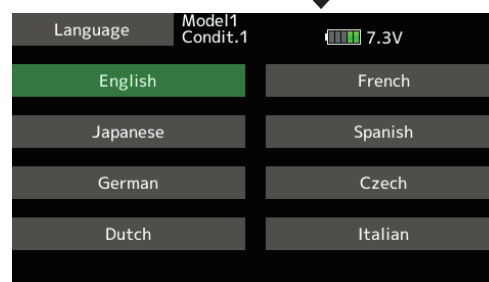 Language
Model1
Condit.1
7.3V
English
French
Japanese
Spanish
German
Czech
Dutch
Italian